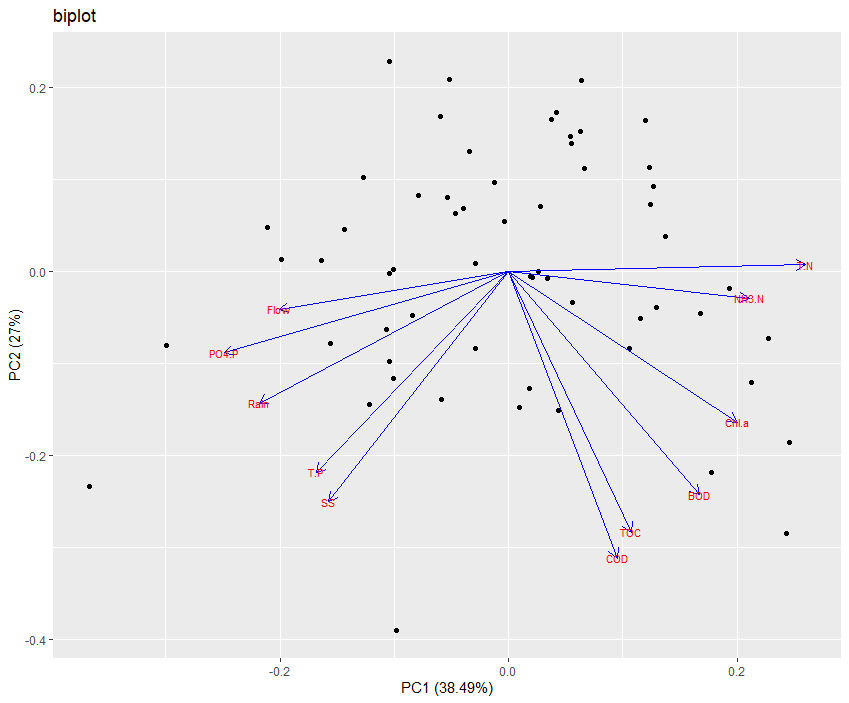 biplot
0.2
0.0
-0.2
-0.4
PC2 (27%)
T.N
NH3.N
Flow
PO4.P
Rain
Chl.a
T.P
SS
BOD
TOC
COD
-0.2
0.0
0.2
PC1 (38.49%)